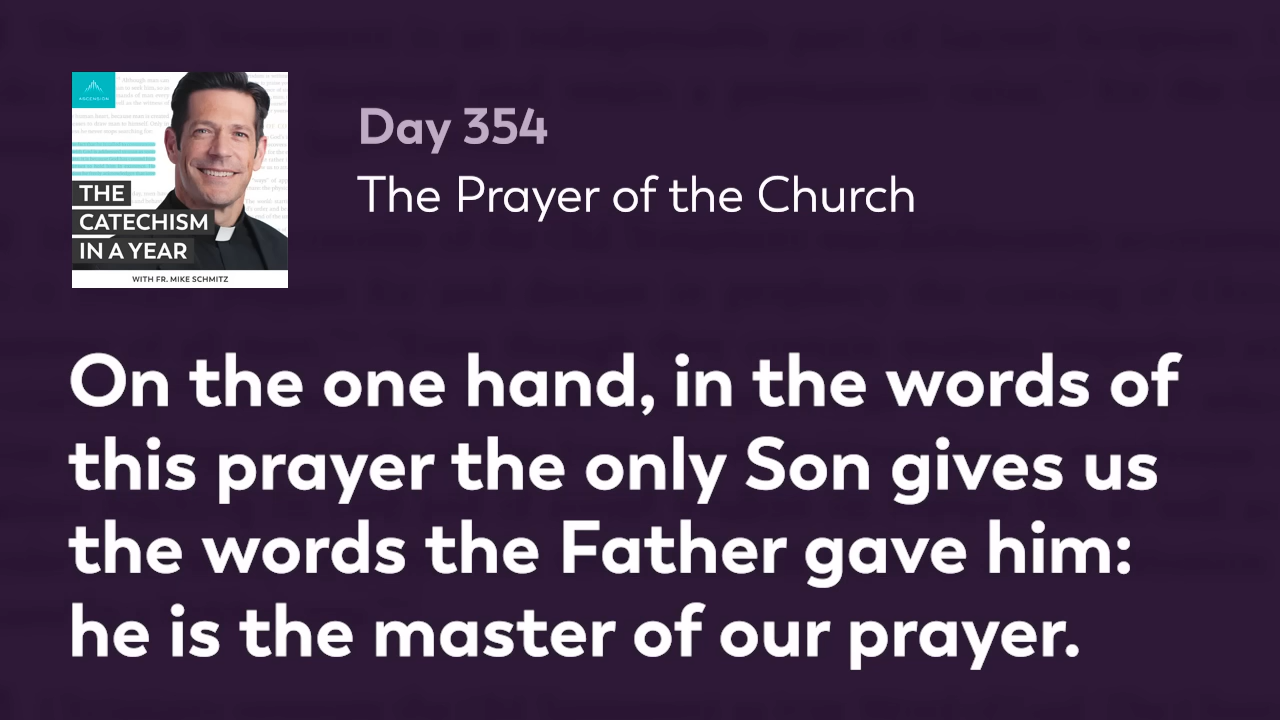 ASCENSION
THE
CATECHISM
IN A YEAR
WITH FR. MIKE SCHMITZ
Day 354
The Prayer of the Church
On the one hand, in the words of
this prayer the only Son gives us
the words the Father gave him:
he is the master of our prayer.